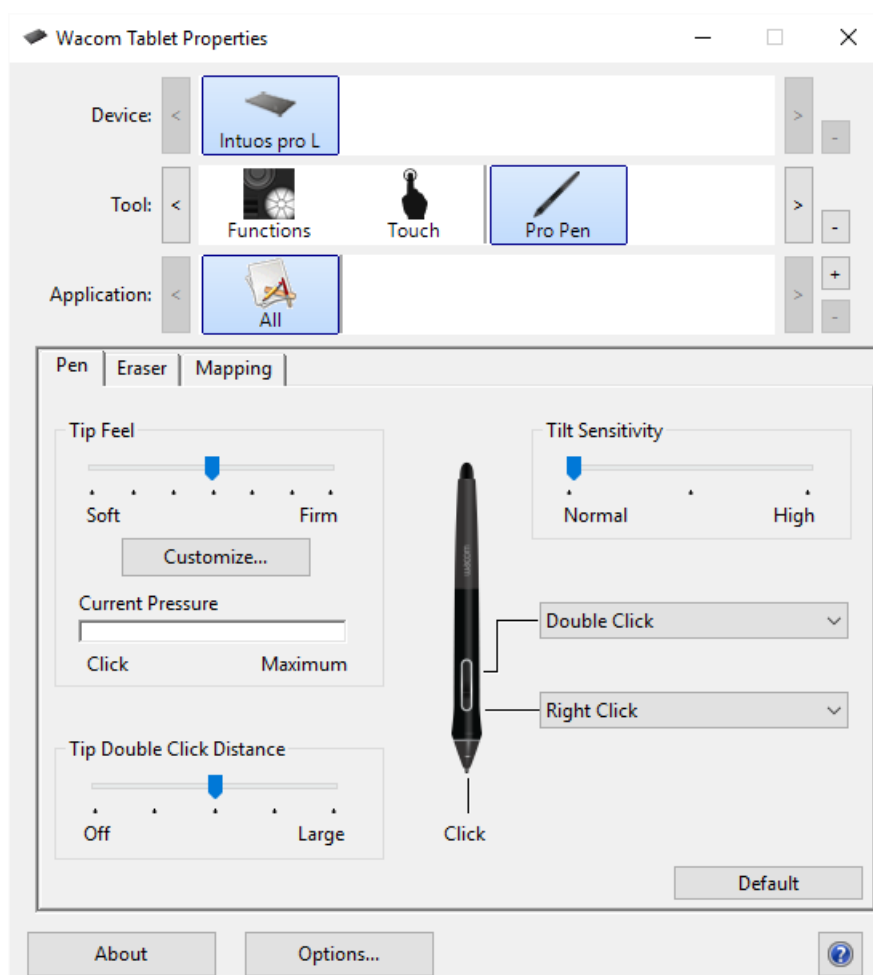 Wacom Tablet Properties
Device:
<
Intuos pro L
>
-
Tool:
<
Functions
Touch
Pro Pen
>
-
Application:
<
All
>
+
-
Pen
Eraser
Mapping
Tip Feel
Soft
Firm
Customize...
Current Pressure
Click
Maximum
Tip Double Click Distance
Off
Large
wacom
Click
Tilt Sensitivity
Normal
High
Double Click
Right Click
Default
About
Options...
?